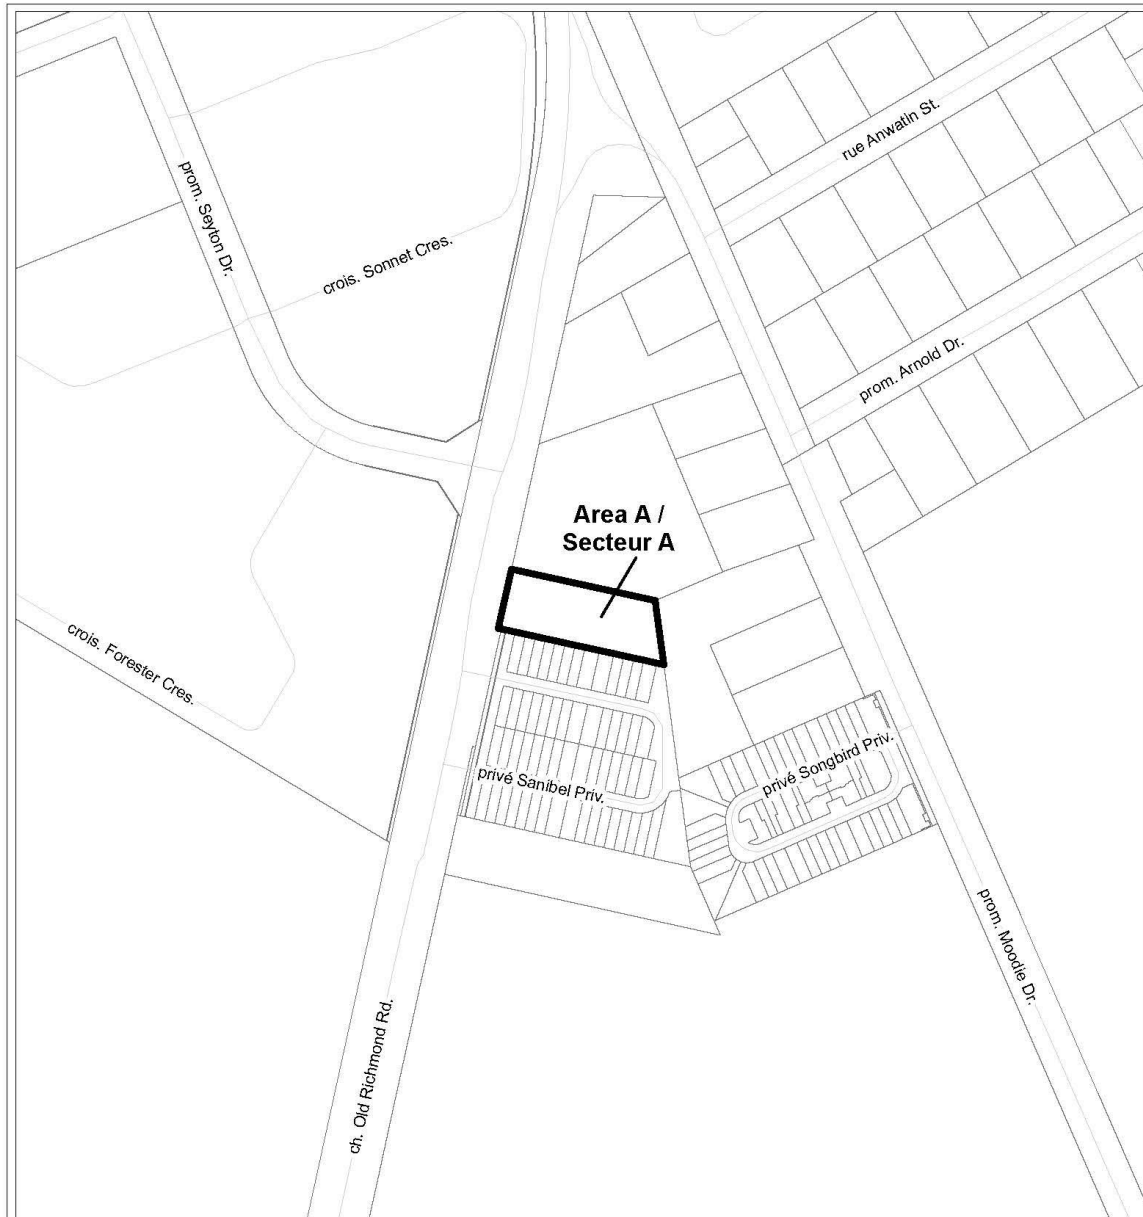 rue Anwatin St.
prom. Seyton Dr.
crois. Sonnet Cres.
prom. Arnold Dr.
Area A /
Secteur A
crois. Forester Cres.
privé Songbird Priv.
privé Sanibel Priv.
prom. Moodie Dr.
ch. Old Richmond Rd.